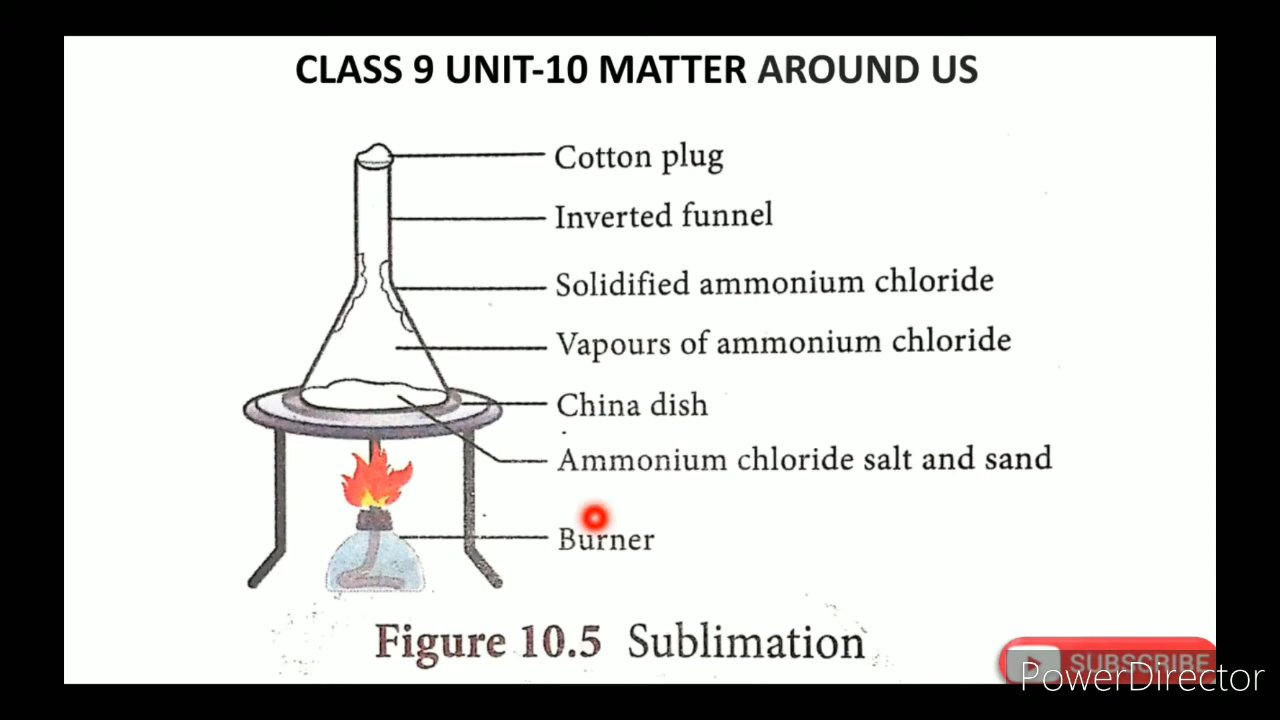 CLASS 9 UNIT-10 MATTER AROUND US
Cotton plug
Inverted funnel
Solidified ammonium chloride
Vapours of ammonium chloride
China dish
Ammonium chloride salt and sand
Burner
Figure 10.5 Sublimation
SUBSCRIBE
PowerDirector